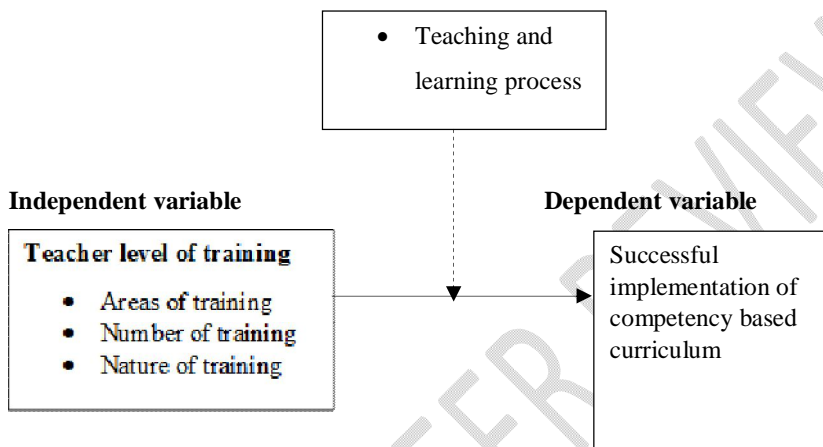 • Teaching and
learning process
Independent variable
Dependent variable
Teacher level of training
• Areas of training
• Number of training
• Nature of training
Successful
implementation of
competency based
curriculum